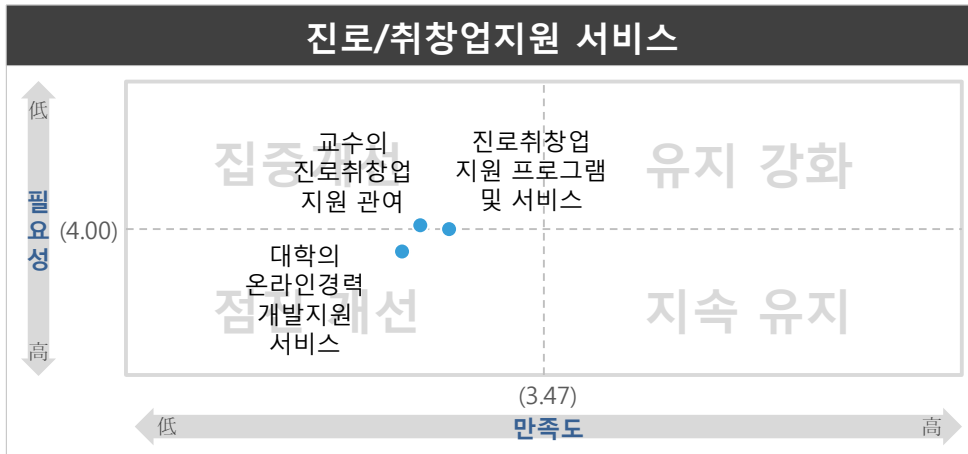 진로/취창업지원 서비스
低
필
요
성
高
(4.00)
집중개선
유지 강화
점진 개선
지속 유지
교수의
진로취창업
지원 관여
진로취창업
지원 프로그램
및 서비스
대학의
온라인경력
개발지원
서비스
(3.47)
低
만족도
高